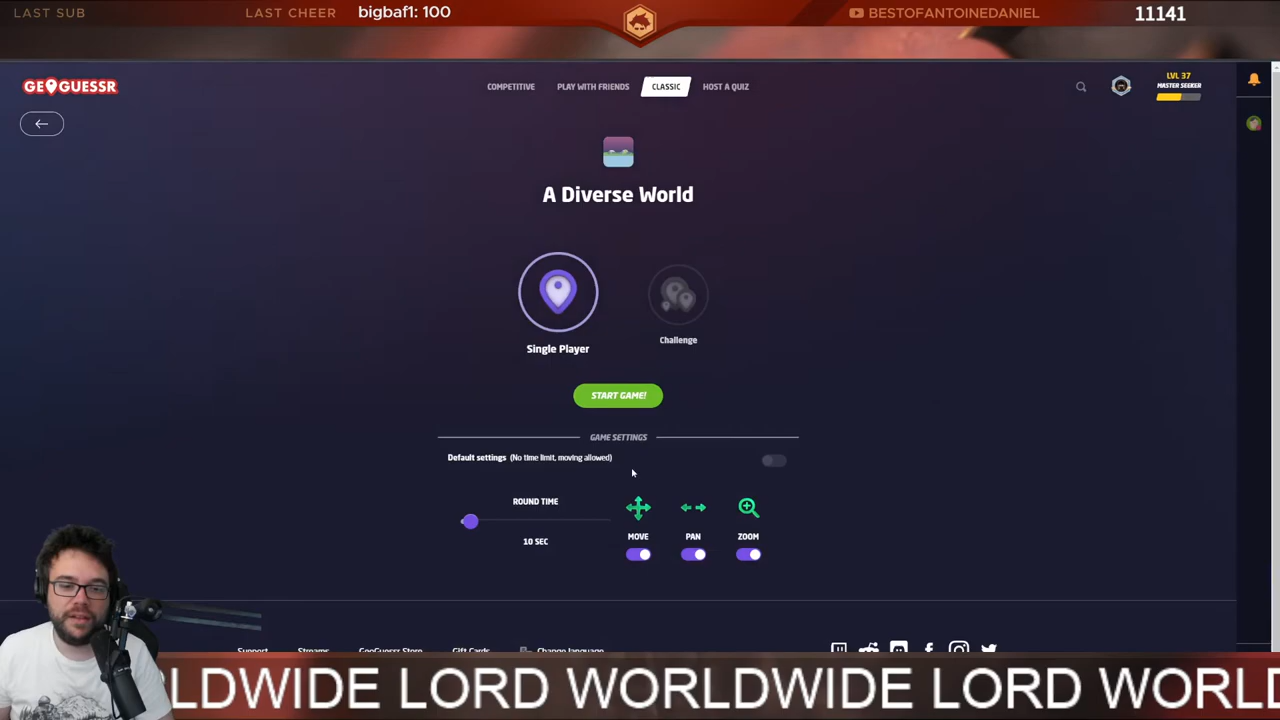 LAST SUB
LAST CHEER
bigbaf1: 100
BESTOFANTOINEDANIEL
11141
GEOGUESSR
COMPETITIVE
PLAY WITH FRIENDS
CLASSIC
HOST A QUIZ
LVL 37
MASTER SEEKER
A Diverse World
Single Player
Challenge
START GAME!
GAME SETTINGS
Default settings (No time limit, moving allowed)
ROUND TIME
10 SEC
MOVE
PAN
ZOOM
Support
Streams
GeoGuessr Store
Gift Cards
Change language
LDWIDE LORD WORLDWIDE LORD WORL